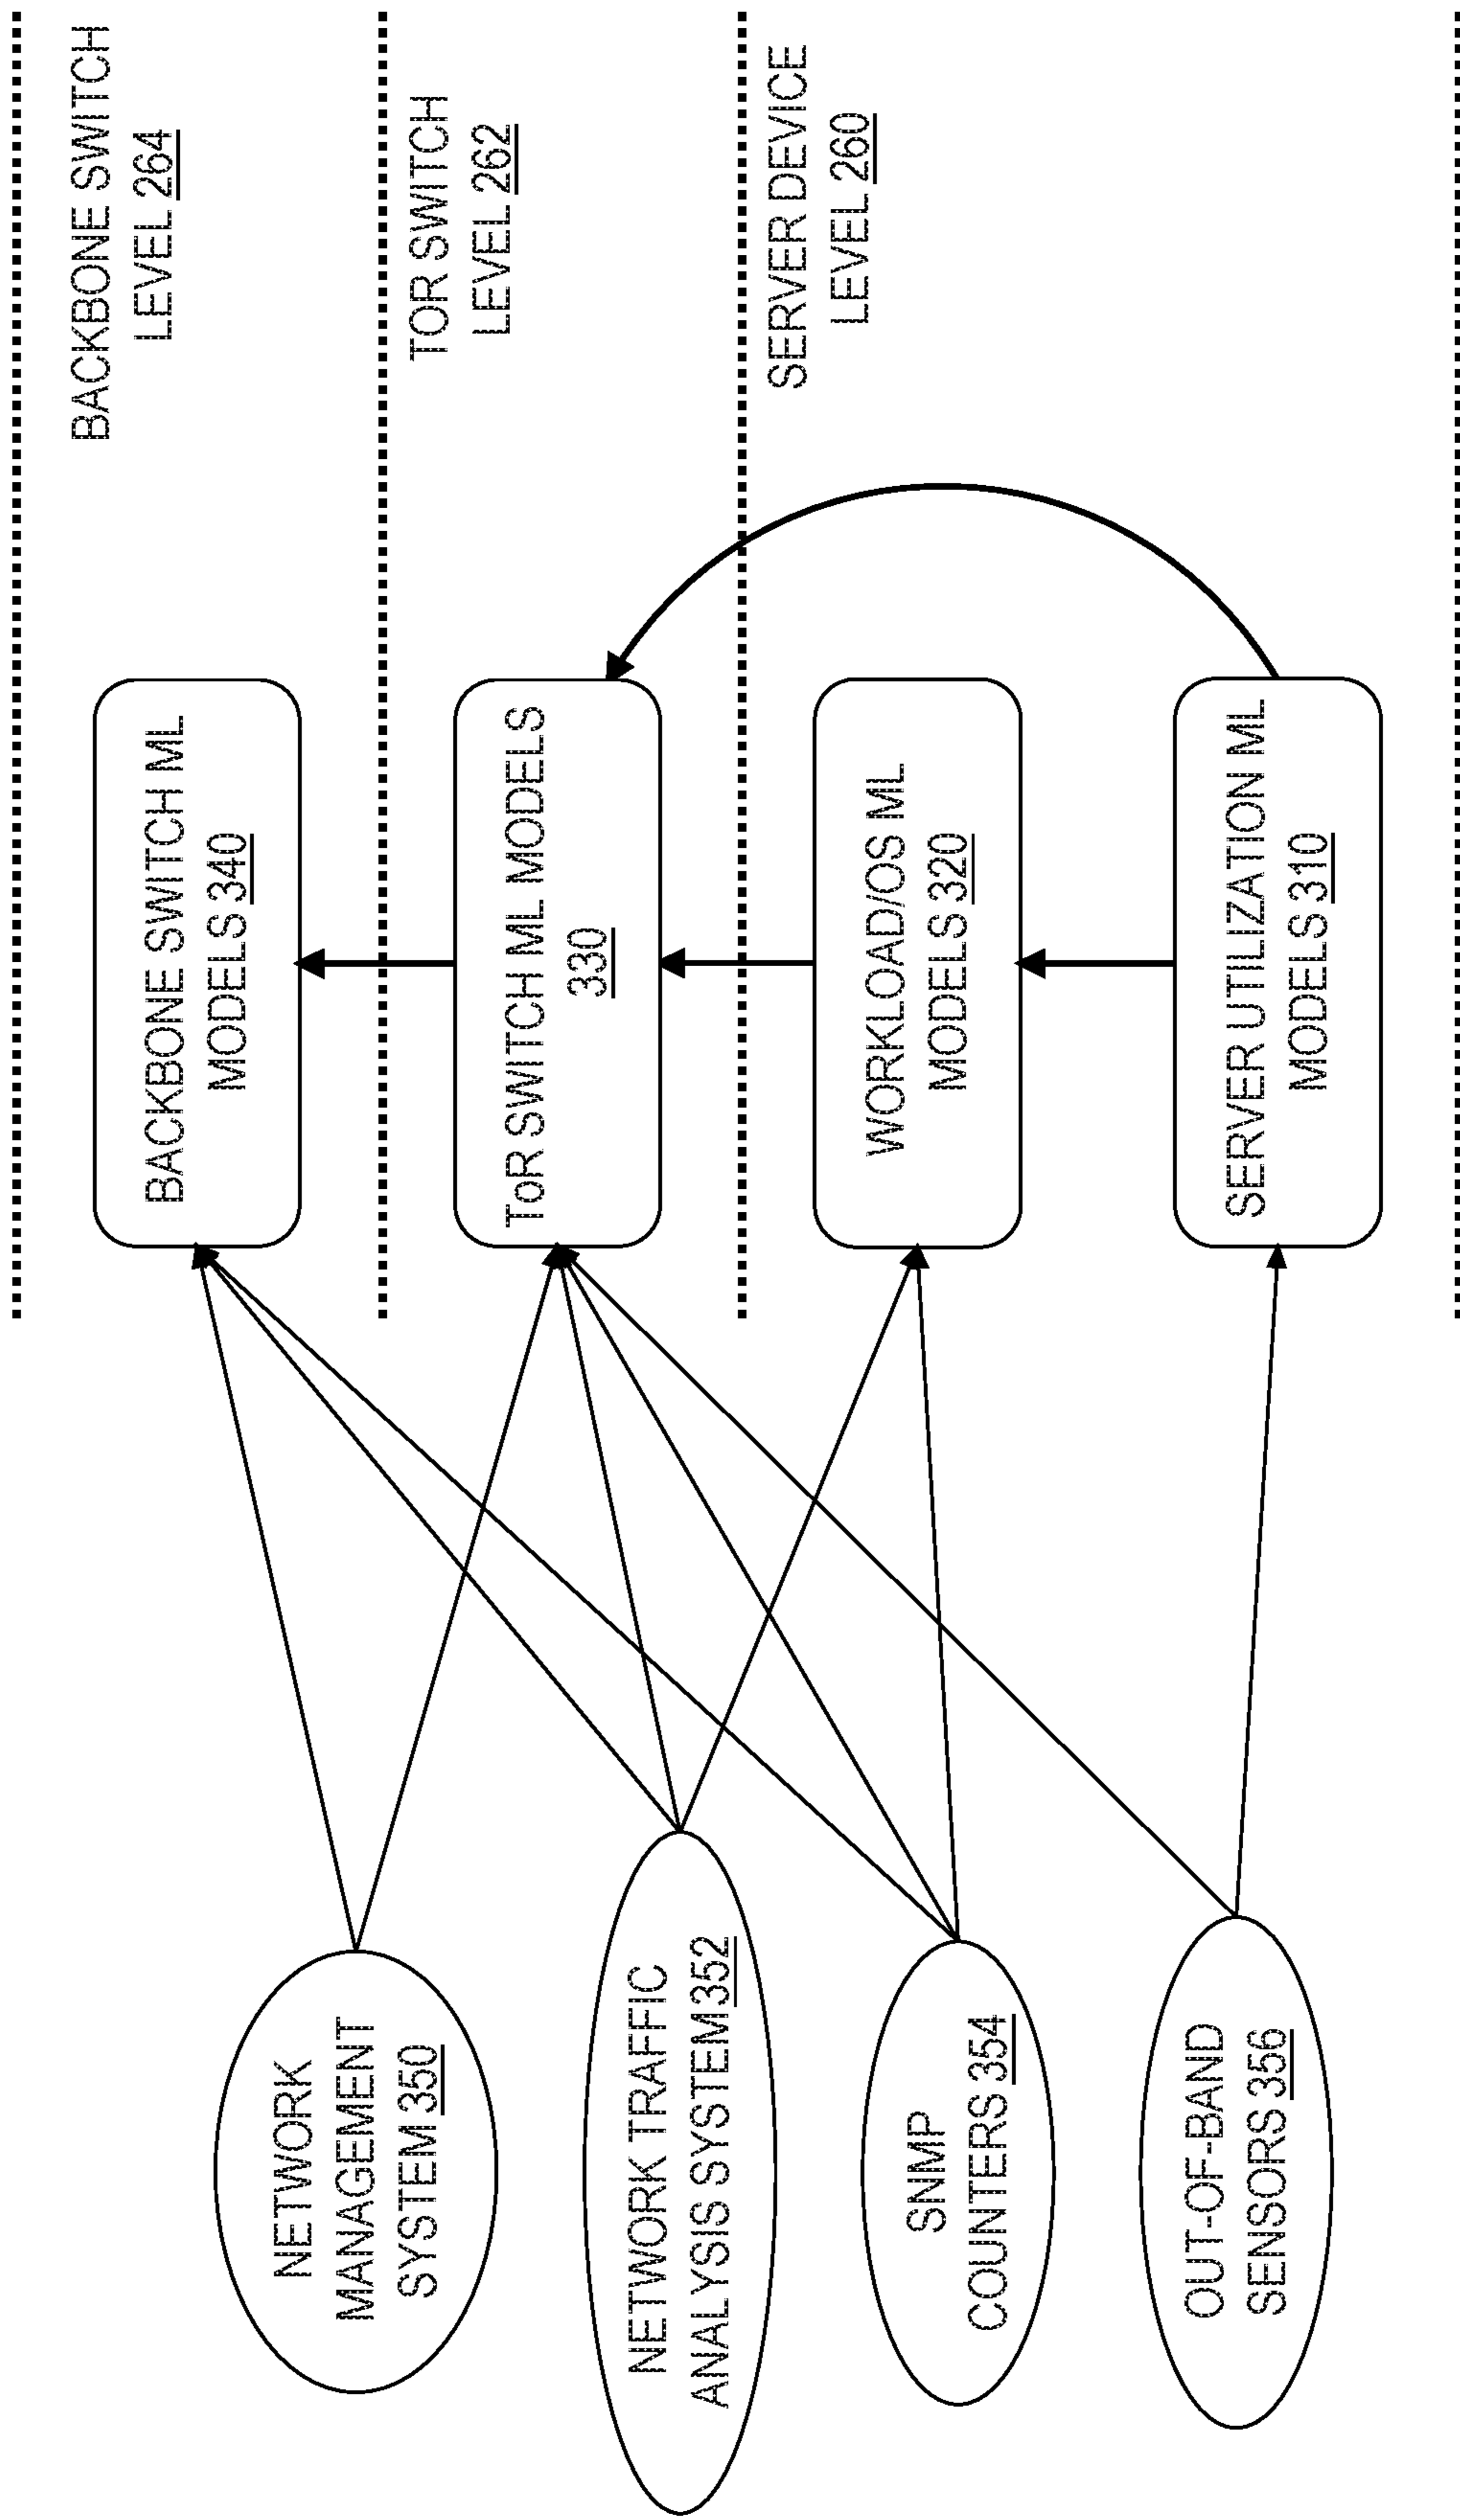 BACKBONE SWITCH
LEVEL 264
TOR SWITCH
LEVEL 262
SERVER DEVICE
LEVEL 260
BACKBONE SWITCH ML
MODELS 340
ToR SWITCH ML MODELS
330
WORKLOAD/OS ML
MODELS 320
SERVER UTILIZATION ML
MODELS 310
NETWORK
MANAGEMENT
SYSTEM 350
NETWORK TRAFFIC
ANALYSIS SYSTEM 352
SNMP
COUNTERS 354
OUT-OF-BAND
SENSORS 356